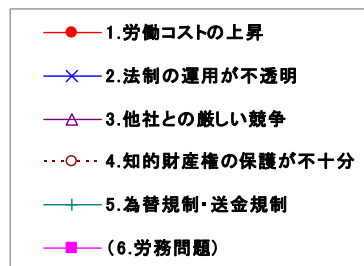 1.労働コストの上昇
2.法制の運用が不透明
3.他社との厳しい競争
4.知的財産権の保護が不十分
5.為替規制・送金規制
(6.労務問題)